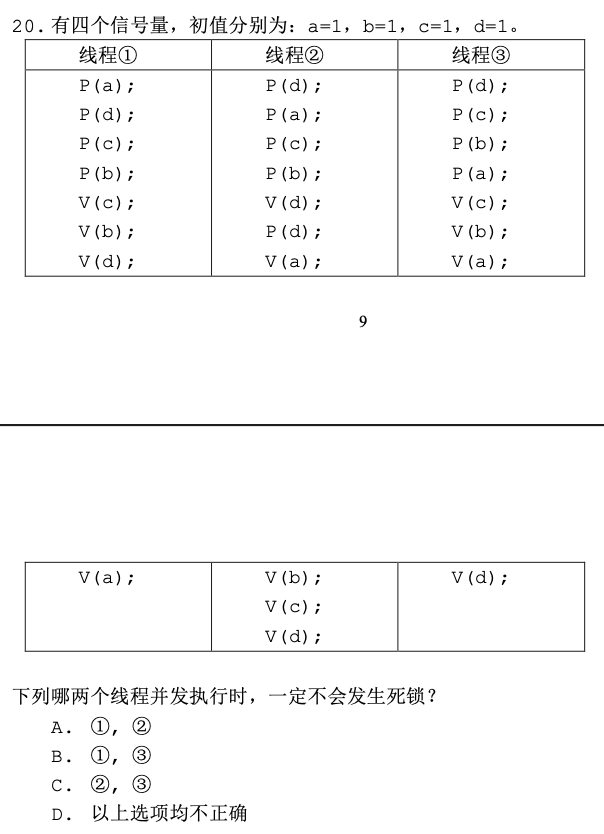 20.有四个信号量，初值分别为：a=1，b=1，c=1，d=1。
线程① 线程② 线程③
P(a); P(d); P(d);
P(d); P(a); P(c);
P(c); P(c); P(b);
P(b); P(b); P(a);
V(c); V(d); V(c);
V(b); P(d); V(b);
V(d); V(a); V(a);
9
V(a); V(b); V(d);
V(c);
V(d);
下列哪两个线程并发执行时，一定不会发生死锁？
A. ①，②
B. ①，③
C. ②，③
D. 以上选项均不正确